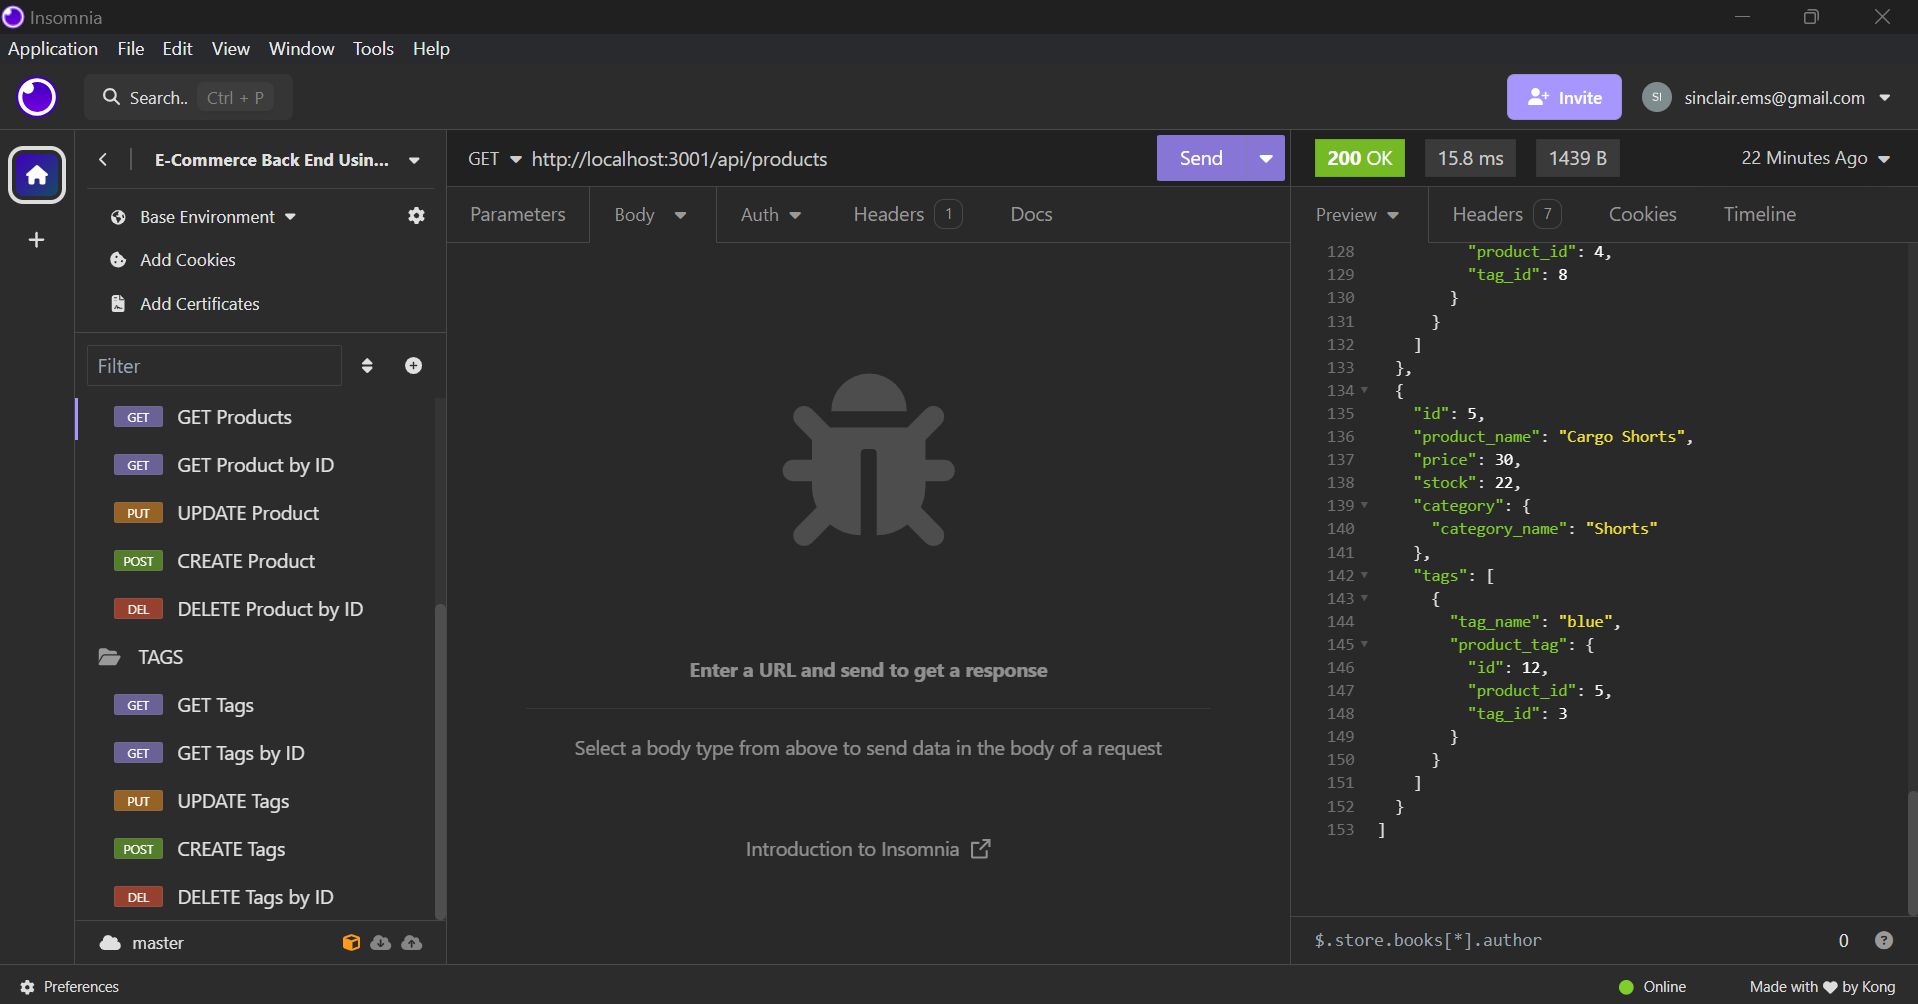 Insomnia
Application File Edit View Window Tools Help
Search.. Ctrl + P
Invite
SI sinclair.ems@gmail.com
E-Commerce Back End Usin...
Base Environment
Add Cookies
Add Certificates
Filter
GET GET Products
GET GET Product by ID
PUT UPDATE Product
POST CREATE Product
DEL DELETE Product by ID
TAGS
GET GET Tags
GET GET Tags by ID
PUT UPDATE Tags
POST CREATE Tags
DEL DELETE Tags by ID
master
GET http://localhost:3001/api/products Send
Parameters Body Auth Headers 1 Docs
Enter a URL and send to get a response
Select a body type from above to send data in the body of a request
Introduction to Insomnia
200 OK 15.8 ms 1439 B 22 Minutes Ago
Preview Headers 7 Cookies Timeline
128 "product_id": 4,
129 "tag_id": 8
130 }
131 }
132 ]
133 },
134 {
135 "id": 5,
136 "product_name": "Cargo Shorts",
137 "price": 30,
138 "stock": 22,
139 "category": {
140 "category_name": "Shorts"
141 },
142 "tags": [
143 {
144 "tag_name": "blue",
145 "product_tag": {
146 "id": 12,
147 "product_id": 5,
148 "tag_id": 3
149 }
150 }
151 ]
152 }
153 ]
$.store.books[*].author 0 ?
Preferences
Online
Made with ♥ by Kong